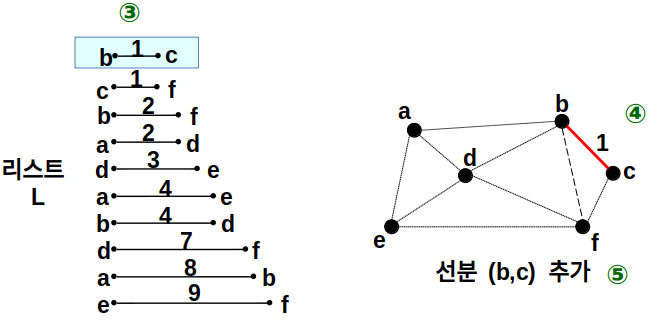 ③
b 1 c
c 1 f
b 2 f
a 2 d
d 3 e
a 4 e
b 4 d
d 7 f
a 8 b
e 9 f
리스트
L
④
a
b
1
c
d
e
f
선분 (b,c) 추가 ⑤